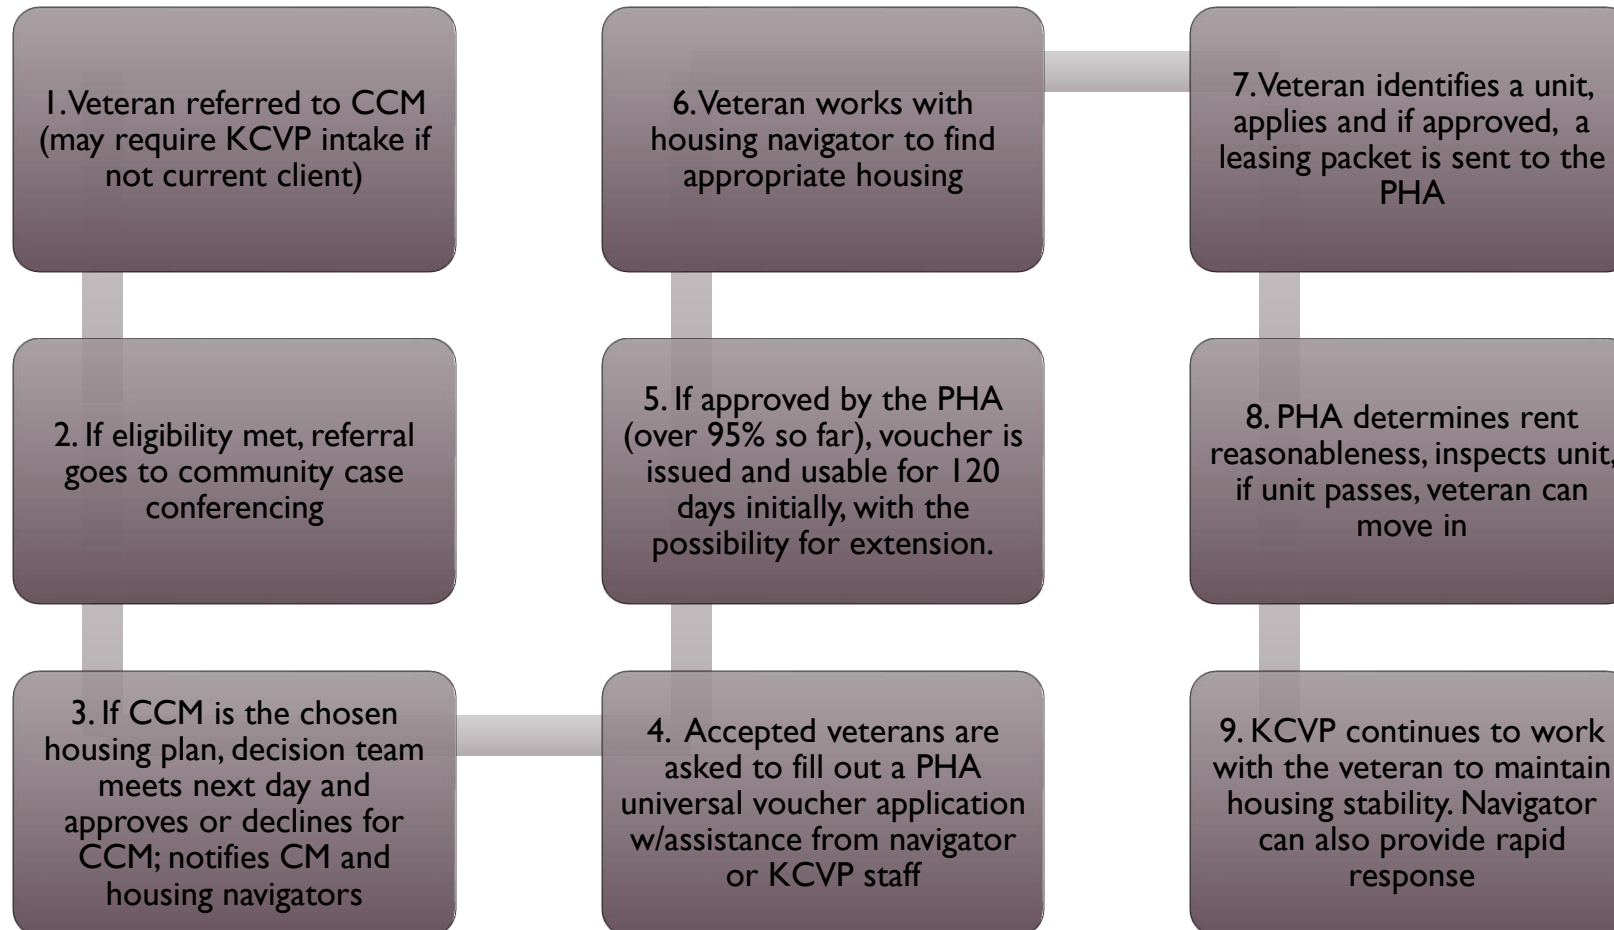 1. Veteran referred to CCM
(may require KCVP intake if
not current client)
2. If eligibility met, referral
goes to community case
conferencing
3. If CCM is the chosen
housing plan, decision team
meets next day and
approves or declines for
CCM; notifies CM and
housing navigators
4. Accepted veterans are
asked to fill out a PHA
universal voucher application
w/assistance from navigator
or KCVP staff
5. If approved by the PHA
(over 95% so far), voucher is
issued and usable for 120
days initially, with the
possibility for extension.
6. Veteran works with
housing navigator to find
appropriate housing
7. Veteran identifies a unit,
applies and if approved, a
leasing packet is sent to the
PHA
8. PHA determines rent
reasonableness, inspects unit,
if unit passes, veteran can
move in
9. KCVP continues to work
with the veteran to maintain
housing stability. Navigator
can also provide rapid
response